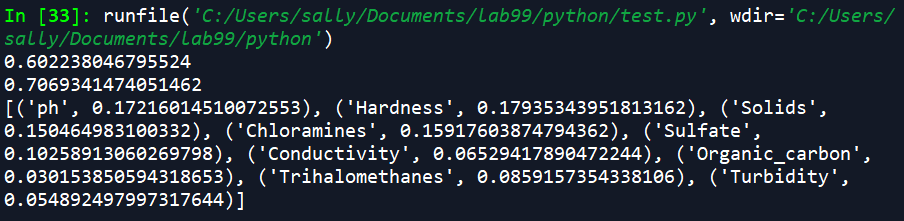 In [33]: runfile('C:/Users/sally/Documents/lab99/python/test.py', wdir='C:/Users/
sally/Documents/lab99/python')
0.602238046795524
0.7069341474051462
[('ph', 0.17216014510072553), ('Hardness', 0.17935343951813162), ('Solids',
0.150464983100332), ('Chloramines', 0.15917603874794362), ('Sulfate',
0.10258913060269798), ('Conductivity', 0.06529417890472244), ('Organic_carbon',
0.030153850594318653), ('Trihalomethanes', 0.0859157354338106), ('Turbidity',
0.054892497997317644)]